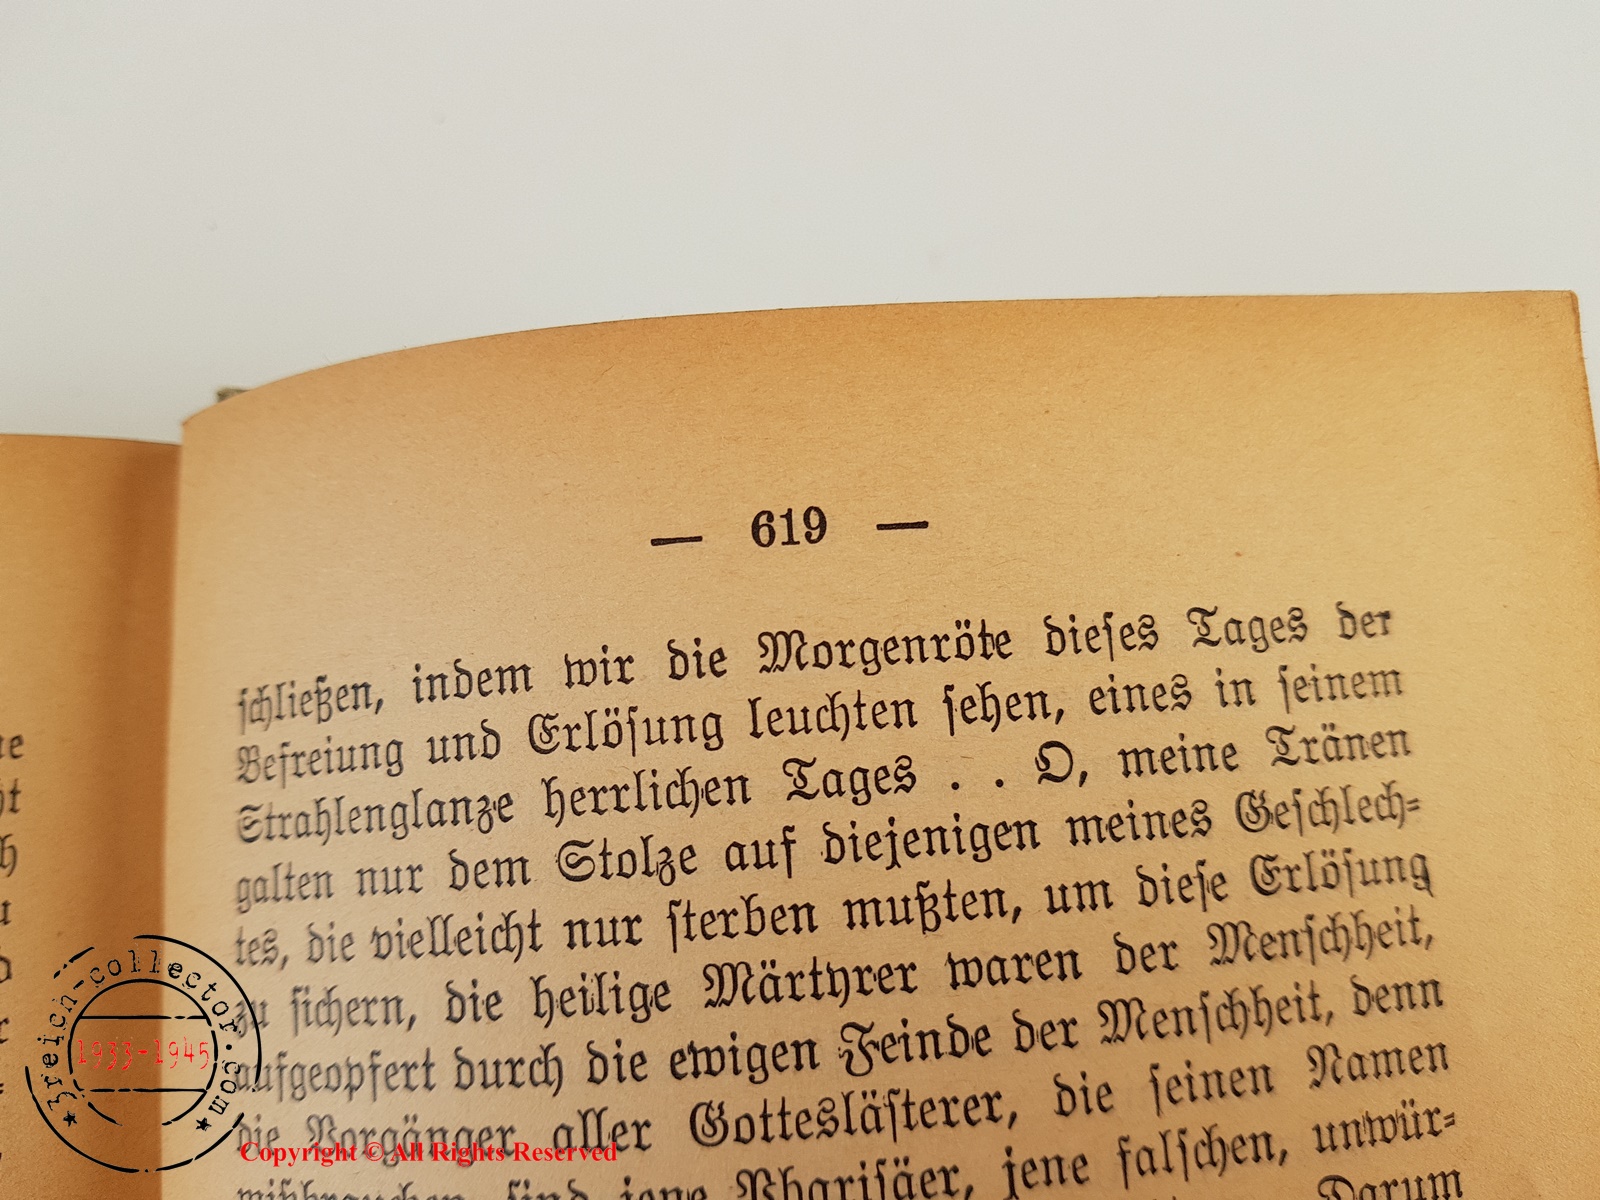 — 619 —
schließen, indem wir die Morgenröte dieses Tages der
Befreiung und Erlösung leuchten sehen, eines in seinem
Strahlenglanze herrlichen Tages . . O, meine Tränen
galten nur dem Stolze auf diejenigen meines Geschlech-
tes, die vielleicht nur sterben mußten, um diese Erlösung
zu sichern, die heilige Märtyrer waren der Menschheit,
aufgeopfert durch die ewigen Feinde der Menschheit, denn
die Vorgänger aller Gotteslästerer, die seinen Namen
mißbrauchen, sind jene Pharisäer, jene falschen, unwür-
Darum
3reich-collector.com
1933-1945
Copyright © All Rights Reserved